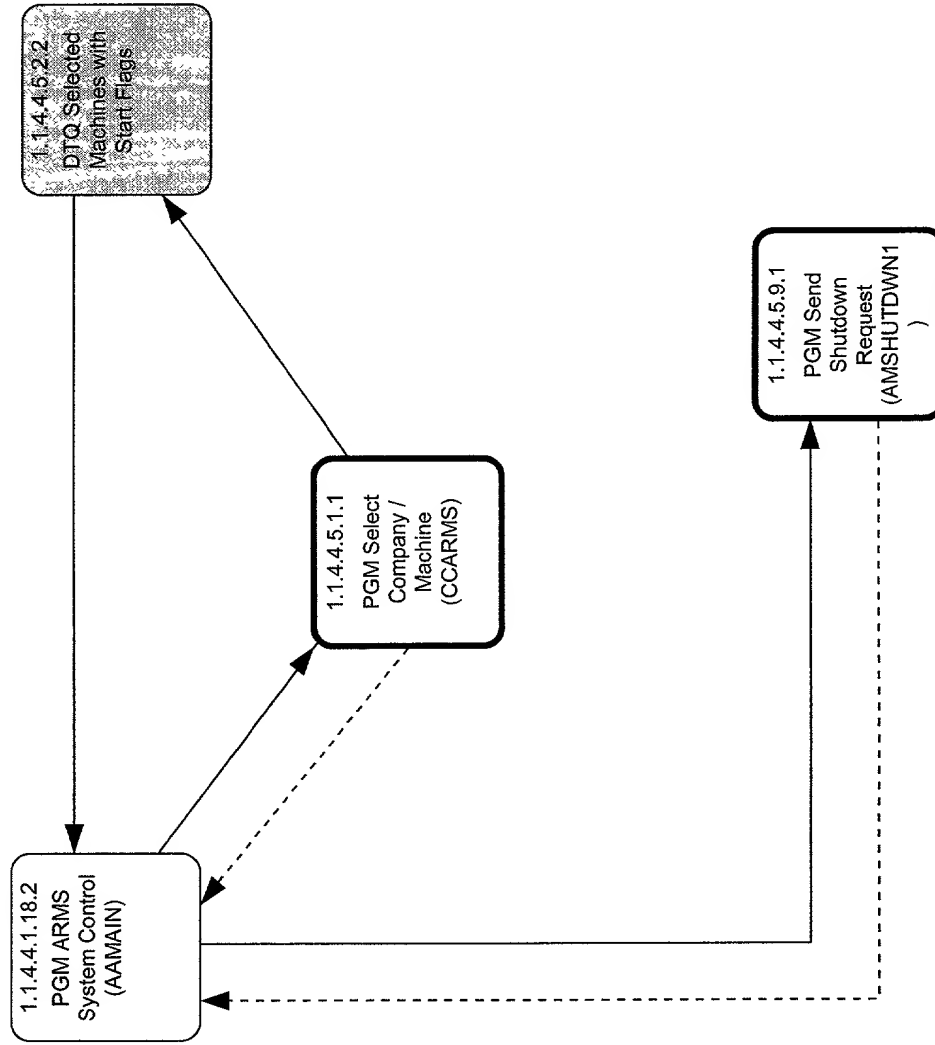 1.1.4.4.1.18.2
PGM ARMS
System Control
(AAMAIN)
1.1.4.4.5.2.2
DTQ Selected
Machines with
Start Flags
1.1.4.4.5.1.1
PGM Select
Company /
Machine
(CCARMS)
1.1.4.4.5.9.1
PGM Send
Shutdown
Request
(AMSHUTDWN1
)